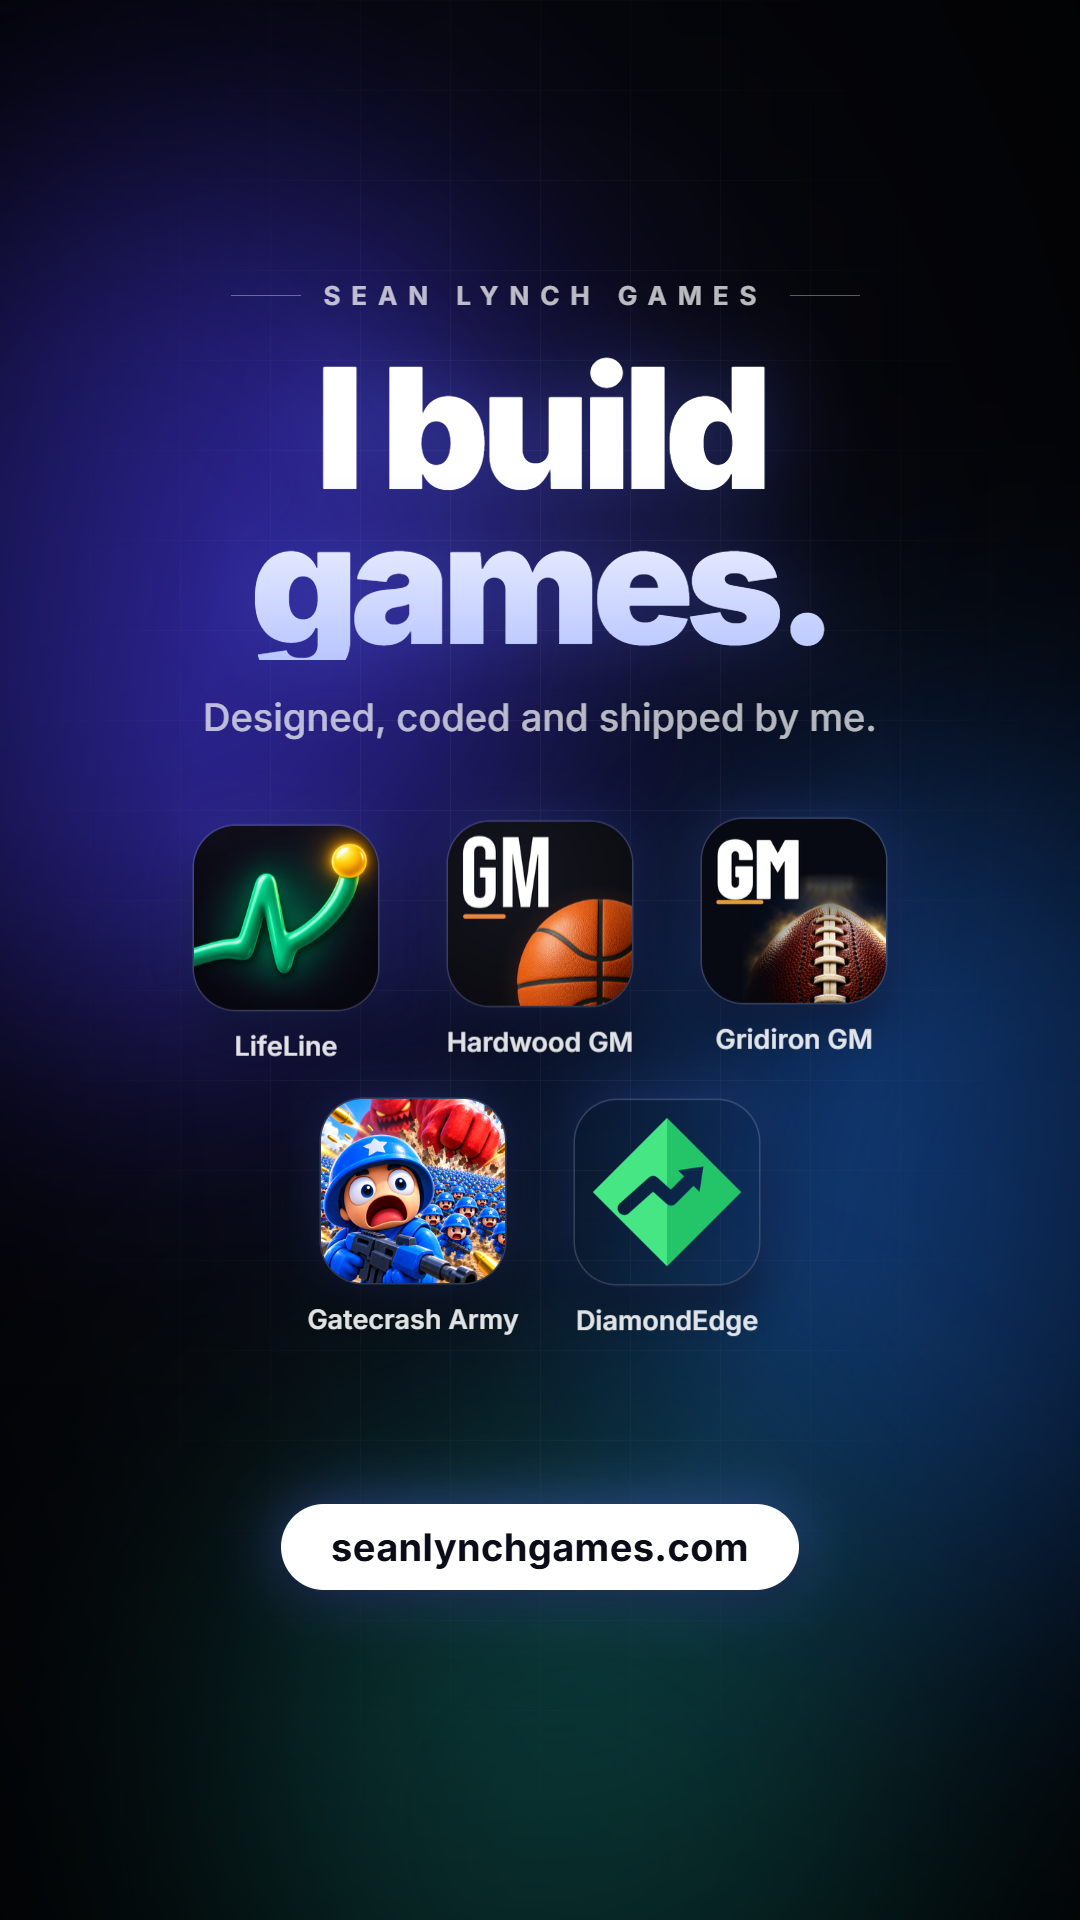 SEAN LYNCH GAMES
I build
games.
Designed, coded and shipped by me.
GM
GM
LifeLine
Hardwood GM
Gridiron GM
Gatecrash Army
DiamondEdge
seanlynchgames.com